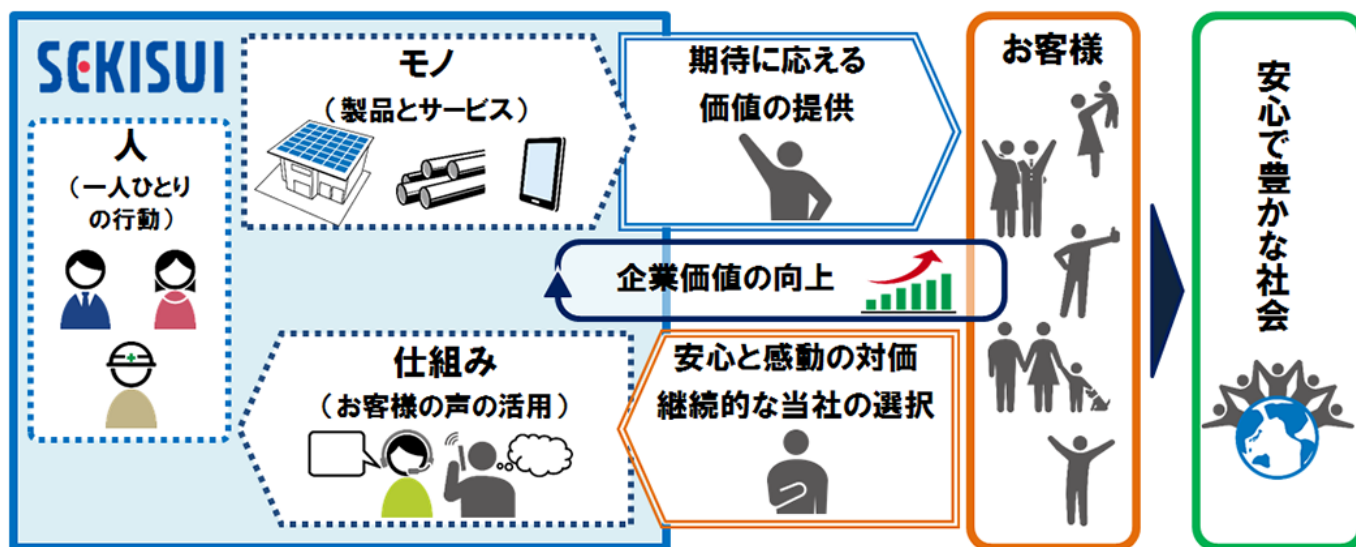 SEKISUI
人
（一人ひとり
の行動）
モノ
（製品とサービス）
期待に応える
価値の提供
企業価値の向上
仕組み
（お客様の声の活用）
安心と感動の対価
継続的な当社の選択
お客様
安心で豊かな社会